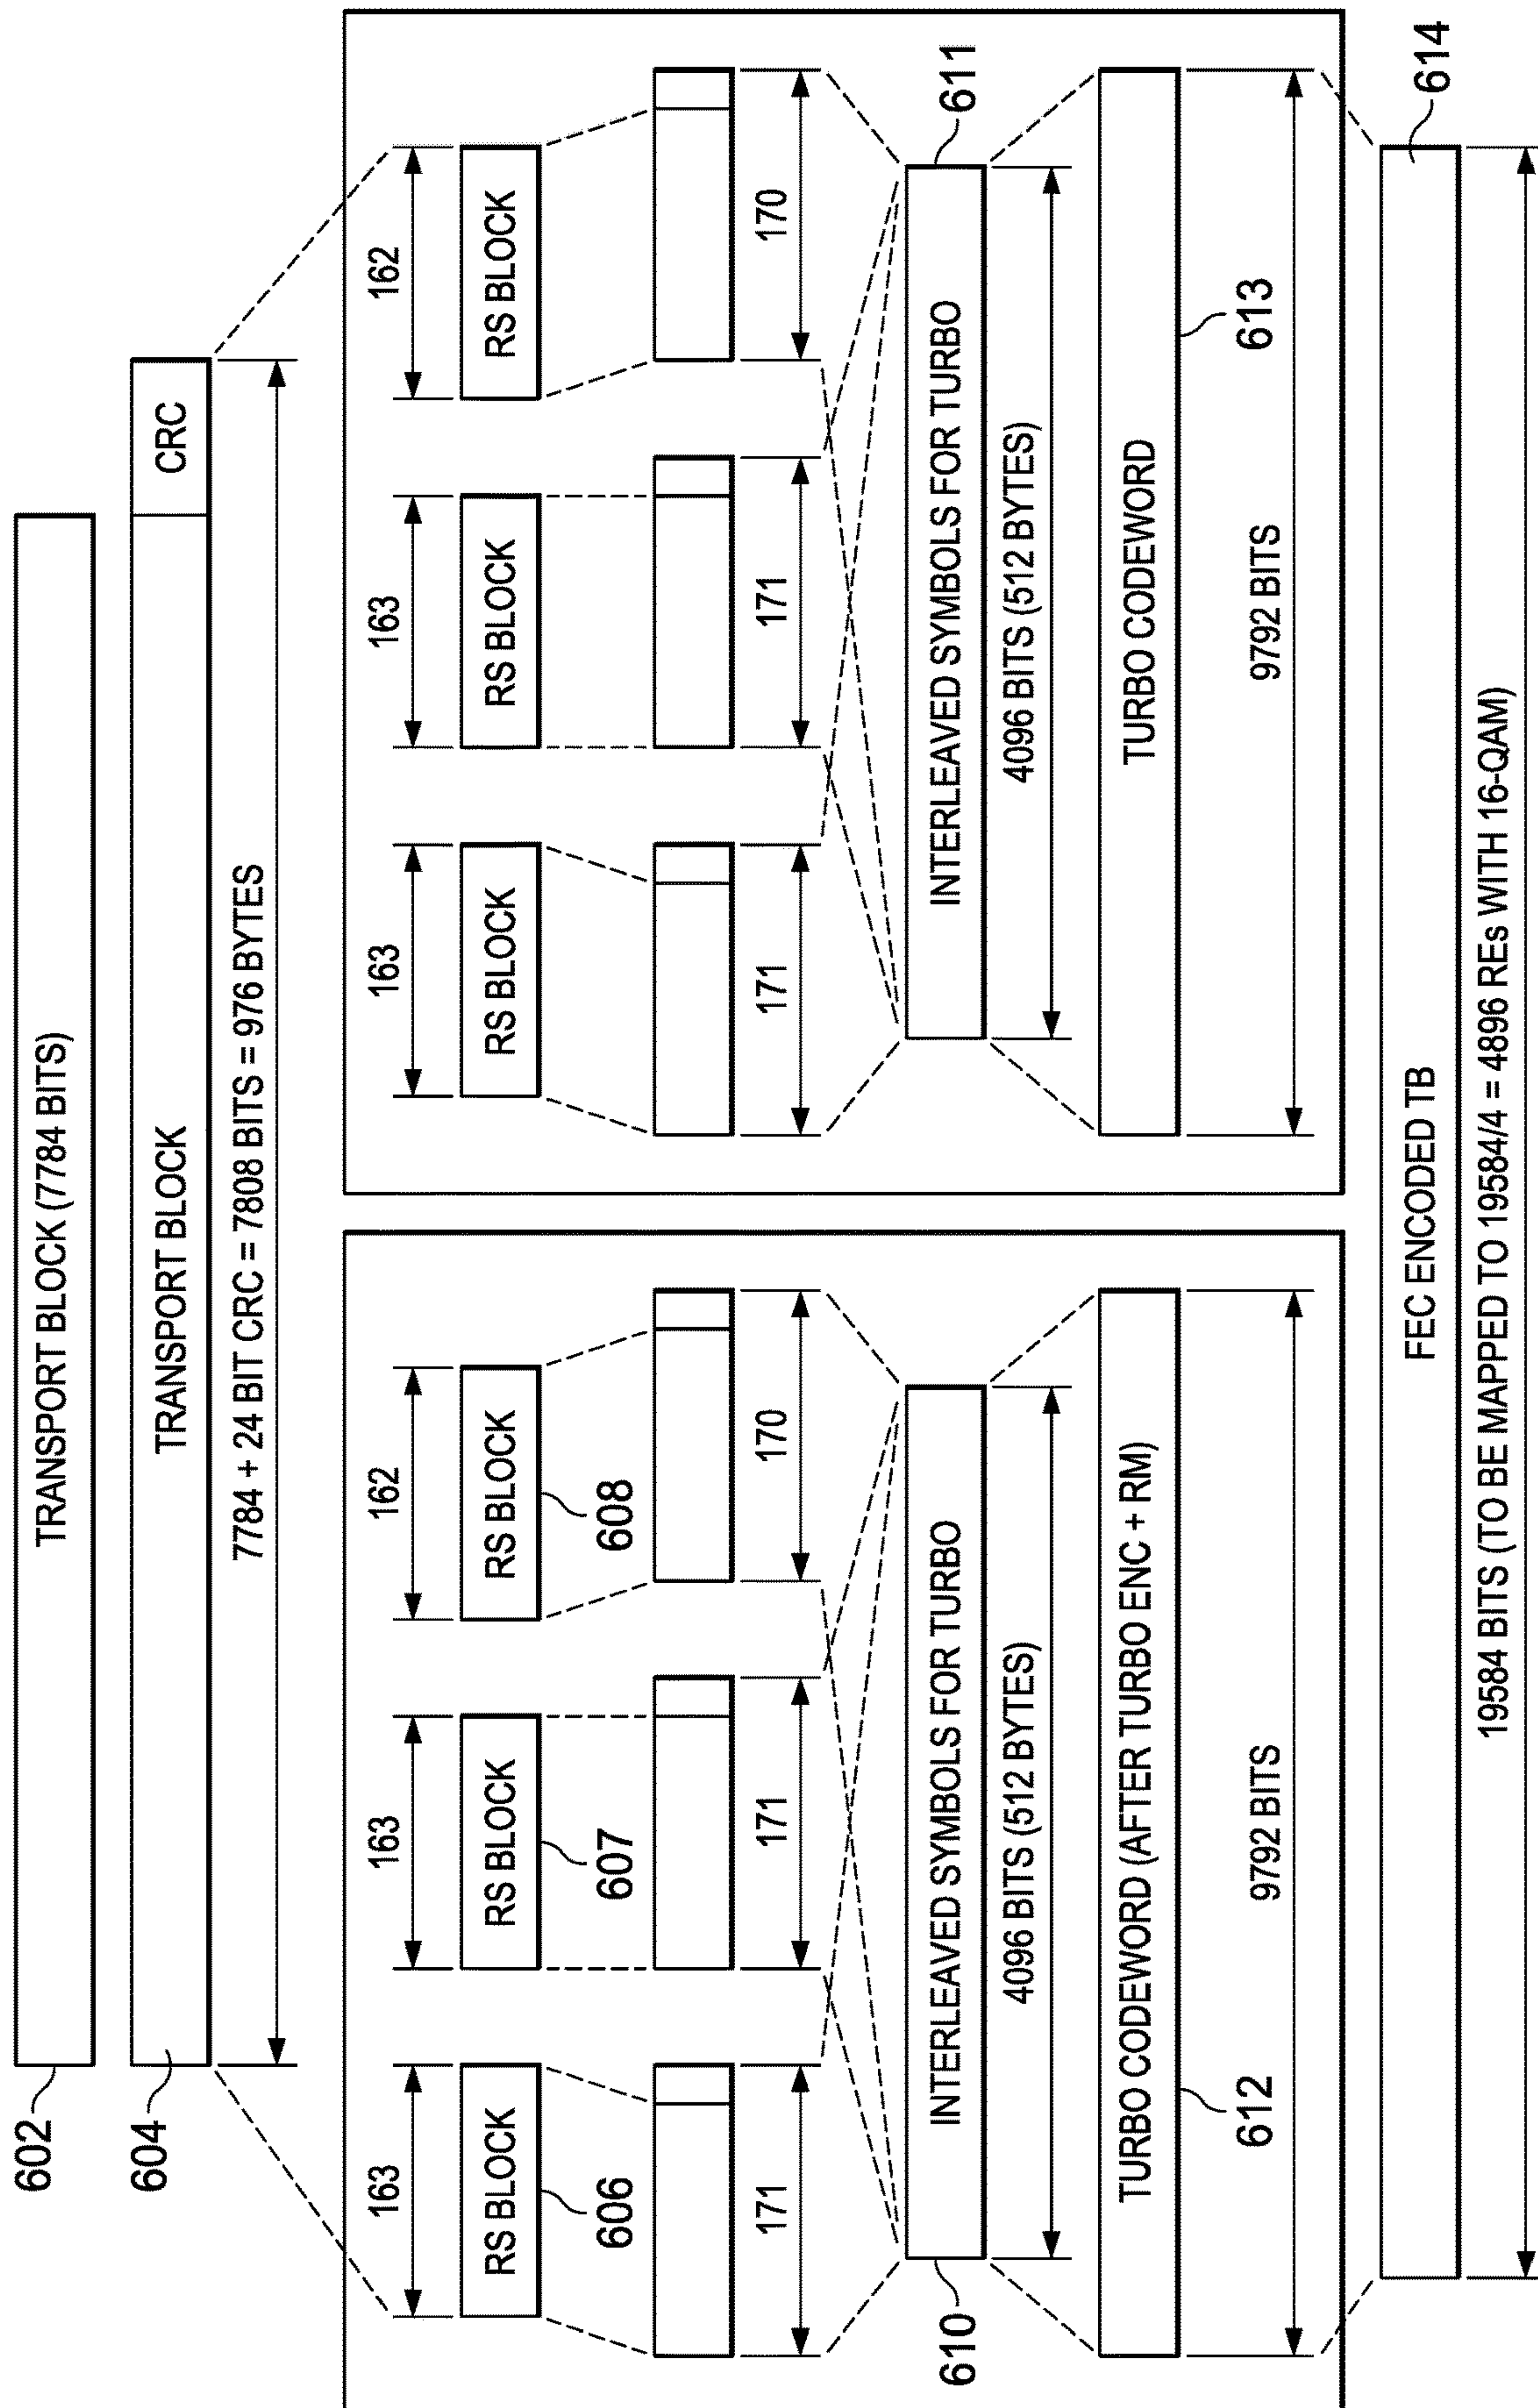 602
TRANSPORT BLOCK (7784 BITS)
604
TRANSPORT BLOCK
CRC
7784 + 24 BIT CRC = 7808 BITS = 976 BYTES
163
163
162
163
163
162
RS BLOCK
RS BLOCK
RS BLOCK
RS BLOCK
RS BLOCK
RS BLOCK
606
607
608
171
171
170
171
171
170
610
INTERLEAVED SYMBOLS FOR TURBO
INTERLEAVED SYMBOLS FOR TURBO
611
4096 BITS (512 BYTES)
4096 BITS (512 BYTES)
TURBO CODEWORD (AFTER TURBO ENC + RM)
TURBO CODEWORD
612
613
9792 BITS
9792 BITS
FEC ENCODED TB
614
19584 BITS (TO BE MAPPED TO 19584/4 = 4896 REs WITH 16-QAM)